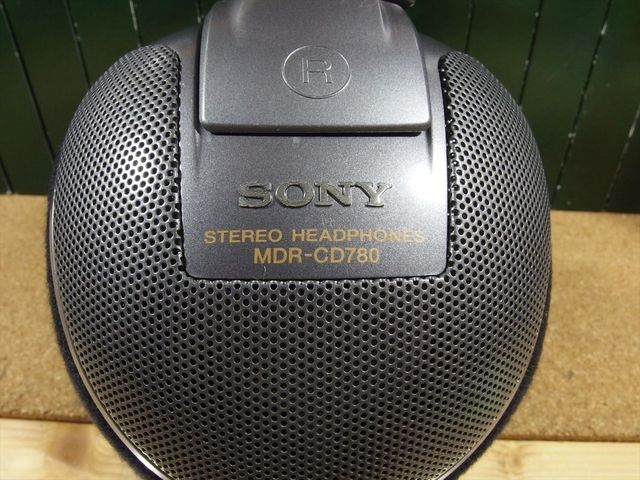 R
SONY
STEREO HEADPHONES
MDR-CD780